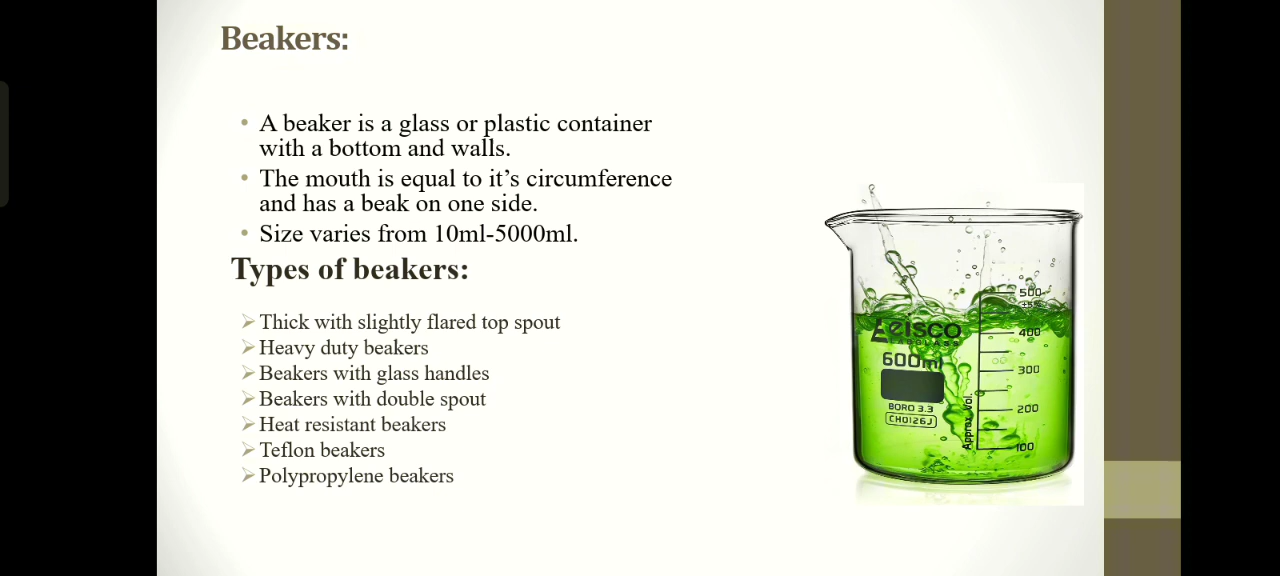 Beakers:
• A beaker is a glass or plastic container
with a bottom and walls.
• The mouth is equal to it’s circumference
and has a beak on one side.
• Size varies from 10ml-5000ml.
Types of beakers:
➢ Thick with slightly flared top spout
➢ Heavy duty beakers
➢ Beakers with glass handles
➢ Beakers with double spout
➢ Heat resistant beakers
➢ Teflon beakers
➢ Polypropylene beakers
eisco
LABGLASS
600ml
BORO 3.3
CH0126J
Approx. Vol.
500
±5%
400
300
200
100